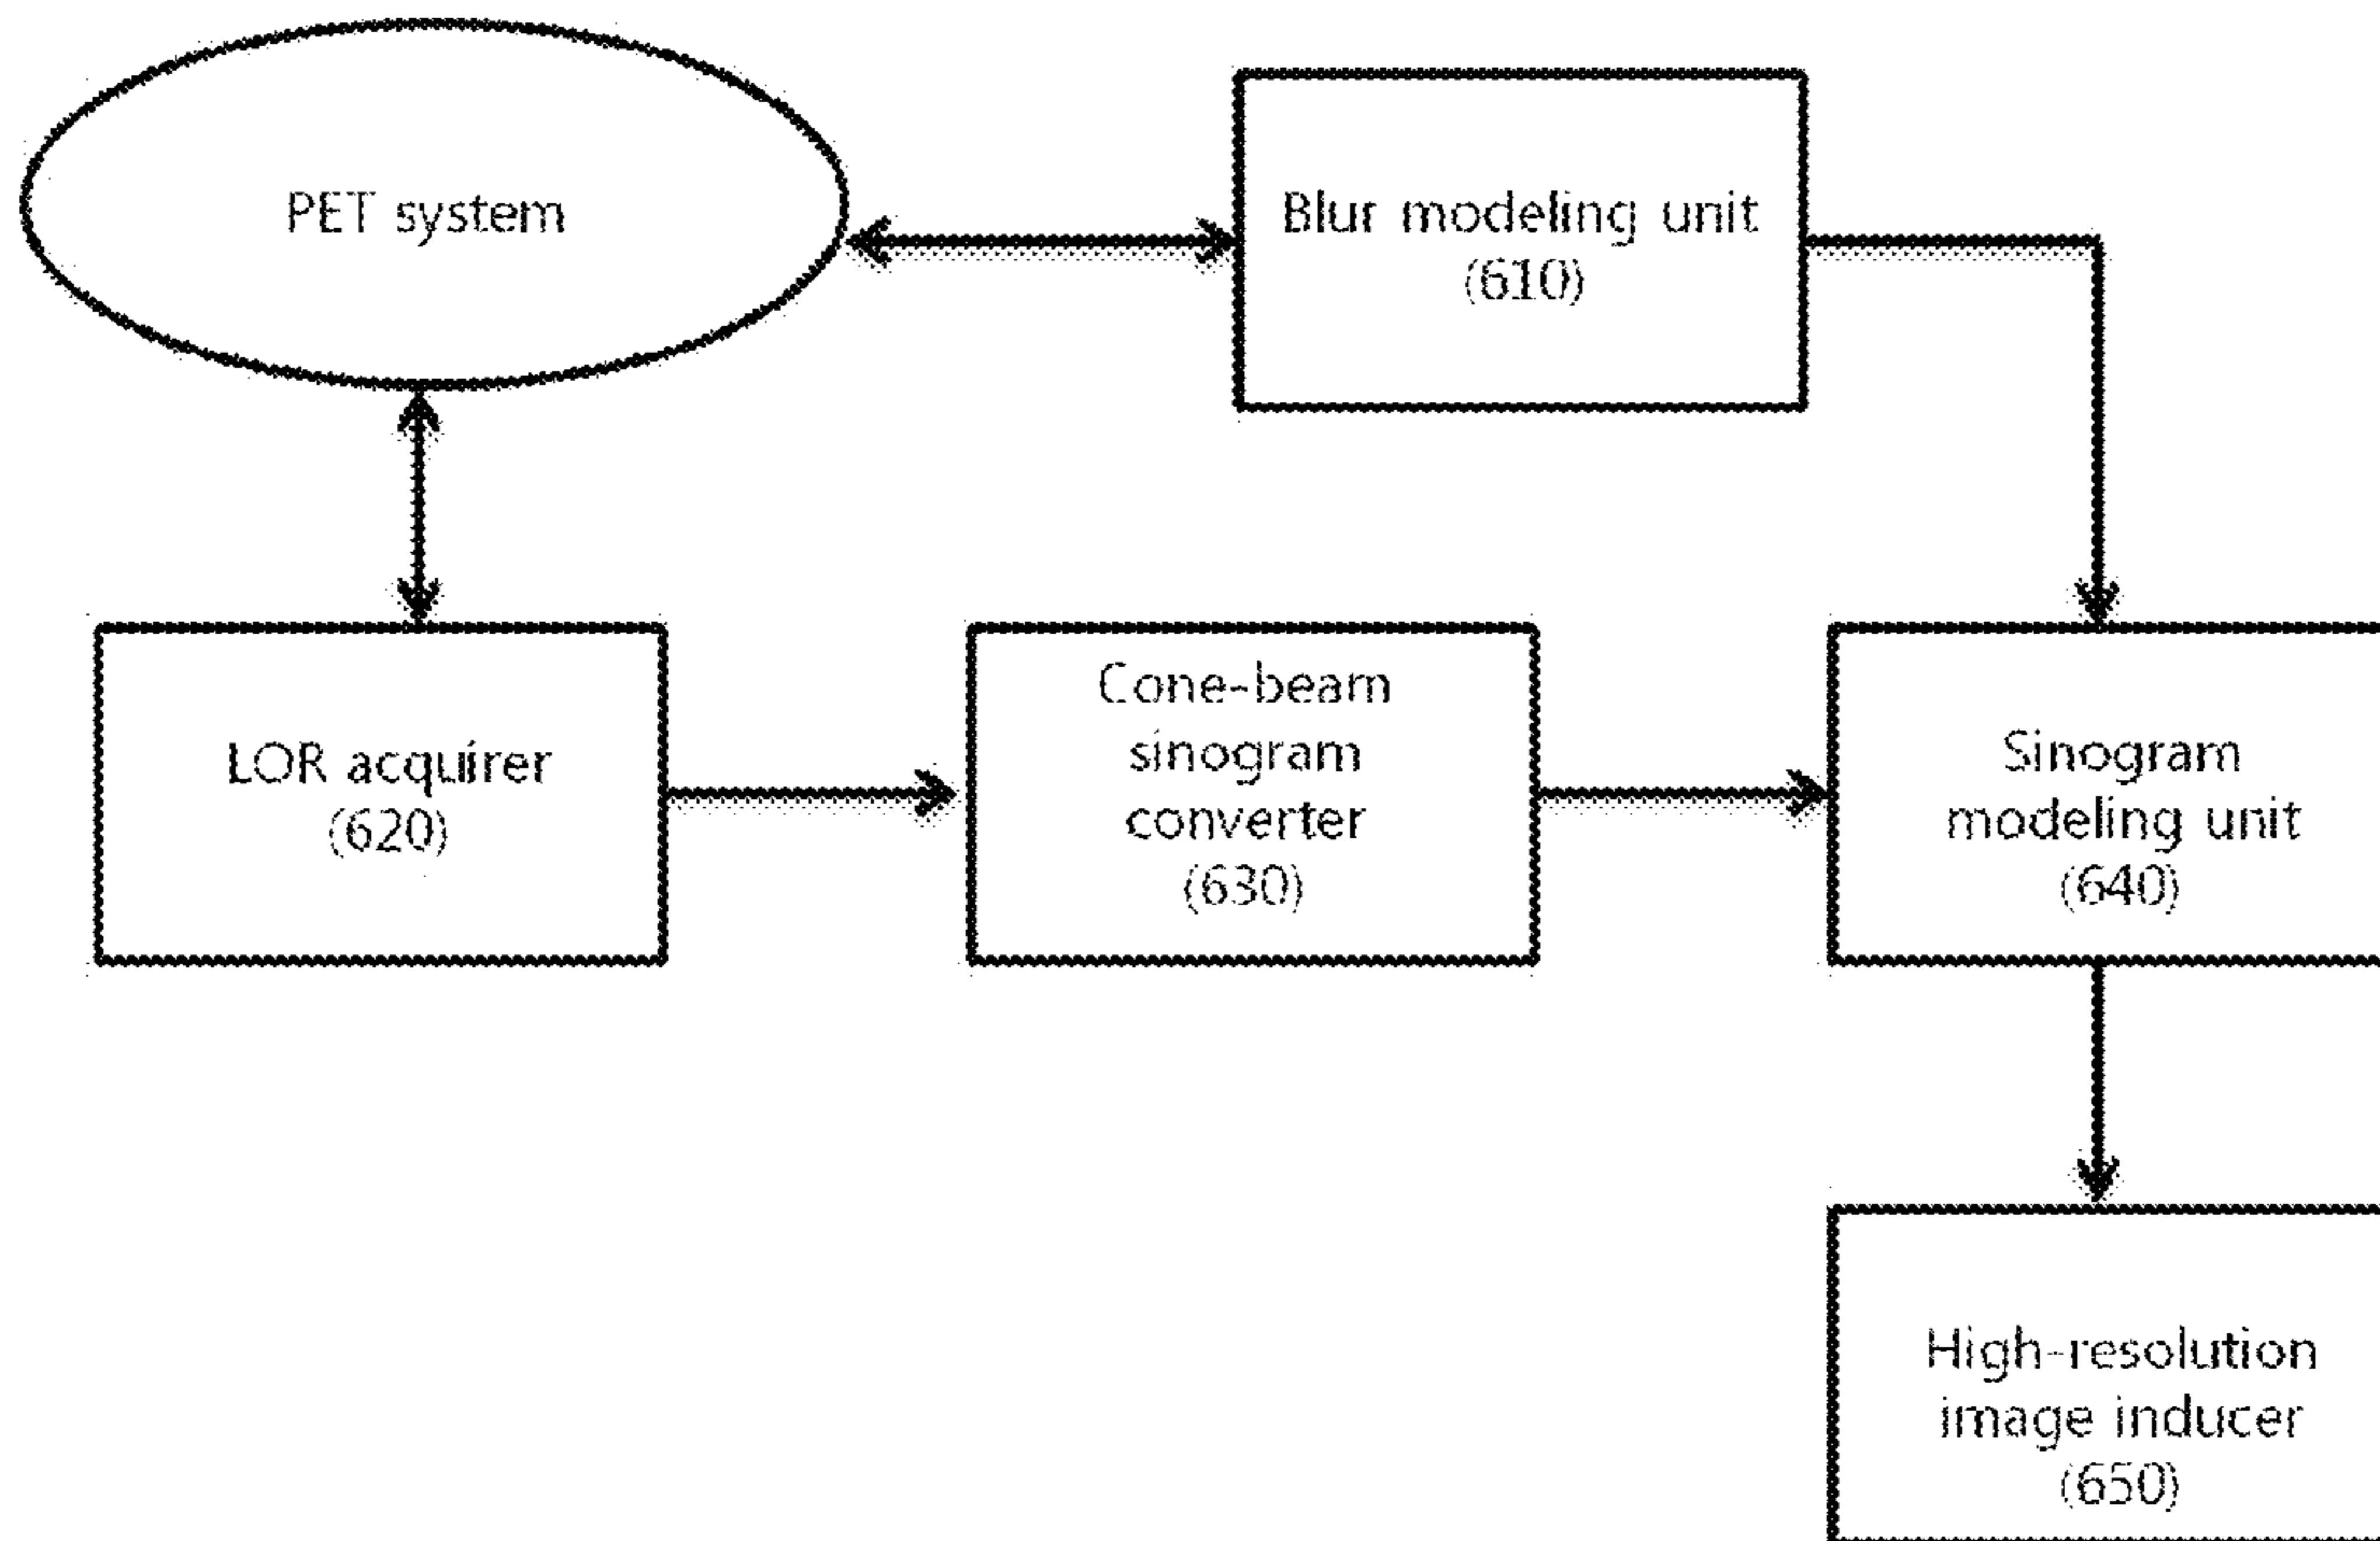 PET system
Blur modeling unit
(610)
LOR acquirer
(620)
Cone-beam
sinogram
converter
(630)
Sinogram
modeling unit
(640)
High-resolution
image inducer
(650)